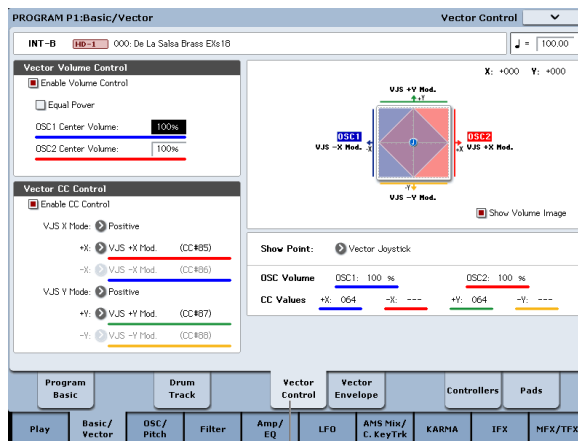 PROGRAM P1:Basic/Vector Vector Control
INT-B HD-1 000: De La Salsa Brass EXs18 ♩ = 100.00
Vector Volume Control
Enable Volume Control
Equal Power
OSC1 Center Volume: 100%
OSC2 Center Volume: 100%
Vector CC Control
Enable CC Control
VJS X Mode: Positive
+X: VJS +X Mod. (CC#85)
-X: VJS -X Mod. (CC#86)
VJS Y Mode: Positive
+Y: VJS +Y Mod. (CC#87)
-Y: VJS -Y Mod. (CC#88)
X: +000 Y: +000
VJS +Y Mod.
+Y
OSC1 OSC2
VJS -X Mod. -X +X VJS +X Mod.
-Y
VJS -Y Mod.
Show Volume Image
Show Point: Vector Joystick
OSC Volume OSC1: 100 % OSC2: 100 %
CC Values +X: 064 -X: --- +Y: 064 -Y: ---
Program Basic Drum Track Vector Control Vector Envelope Controllers Pads
Play Basic/Vector OSC/Pitch Filter Amp/EQ LFO AMS Mix/C. KeyTrk KARMA IFX MFX/TFX